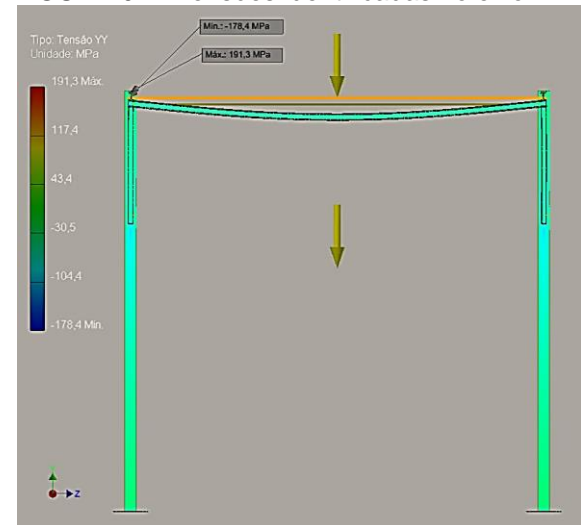 Tipo: Tensão YY
Unidade: MPa
Mín.: -178,4 MPa
Máx.: 191,3 MPa
191,3 Máx.
117,4
43,4
-30,5
-104,4
-178,4 Mín.
Z